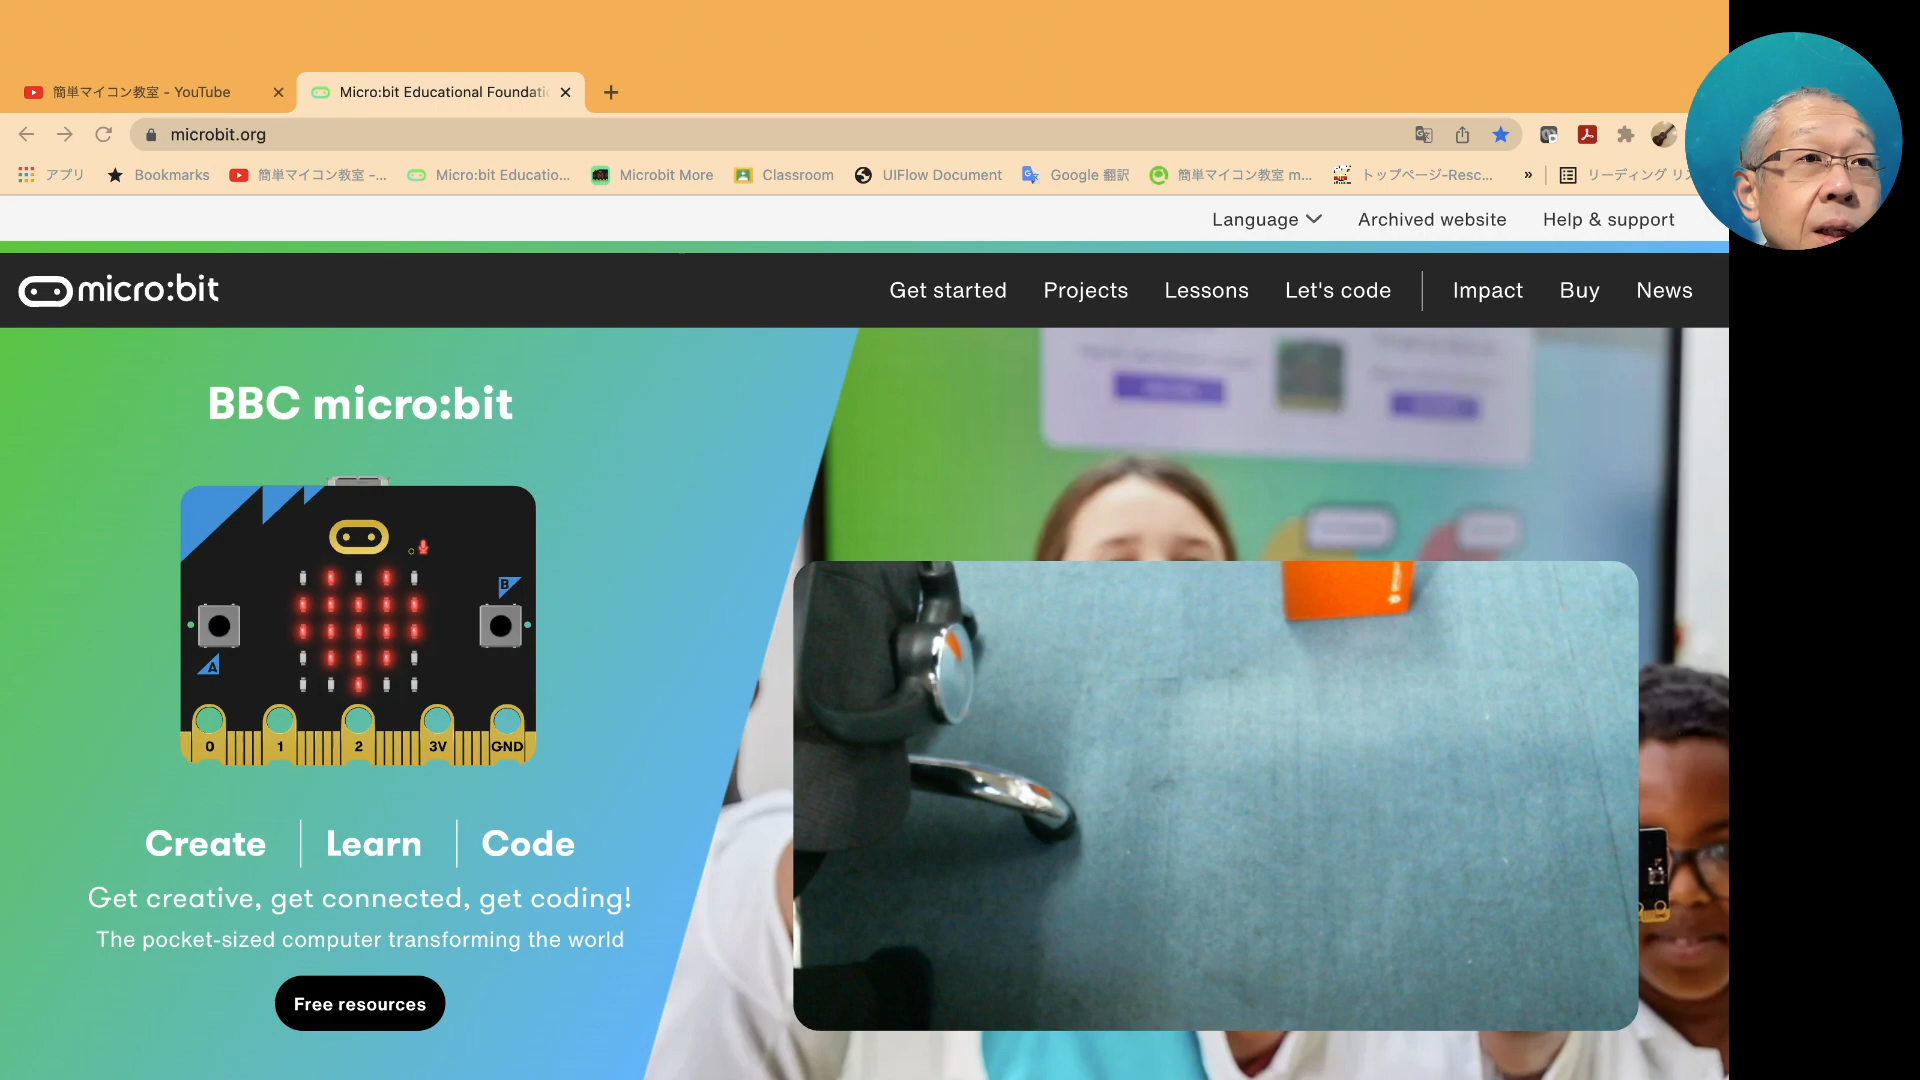 簡単マイコン教室 - YouTube
Micro:bit Educational Foundati
microbit.org
アプリ
Bookmarks
簡単マイコン教室 -...
Micro:bit Educatio...
Microbit More
Classroom
UIFlow Document
Google 翻訳
簡単マイコン教室 m...
トップページ-Resc...
»
リーディング リス
Language
Archived website
Help & support
micro:bit
Get started
Projects
Lessons
Let's code
Impact
Buy
News
BBC micro:bit
B
A
0 1 2 3V GND
Create | Learn | Code
Get creative, get connected, get coding!
The pocket-sized computer transforming the world
Free resources